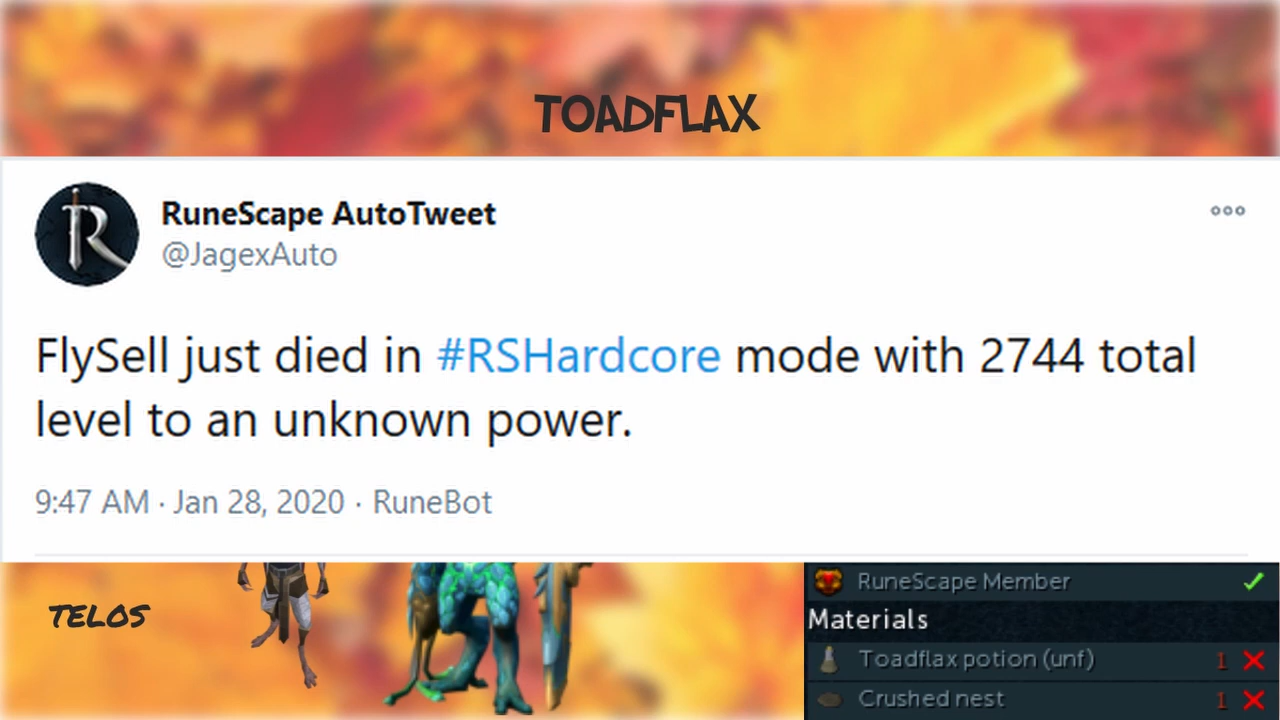 TOADFLAX
RuneScape AutoTweet
@JagexAuto
FlySell just died in #RSHardcore mode with 2744 total
level to an unknown power.
9:47 AM · Jan 28, 2020 · RuneBot
TELOS
RuneScape Member
Materials
Toadflax potion (unf) 1
Crushed nest 1